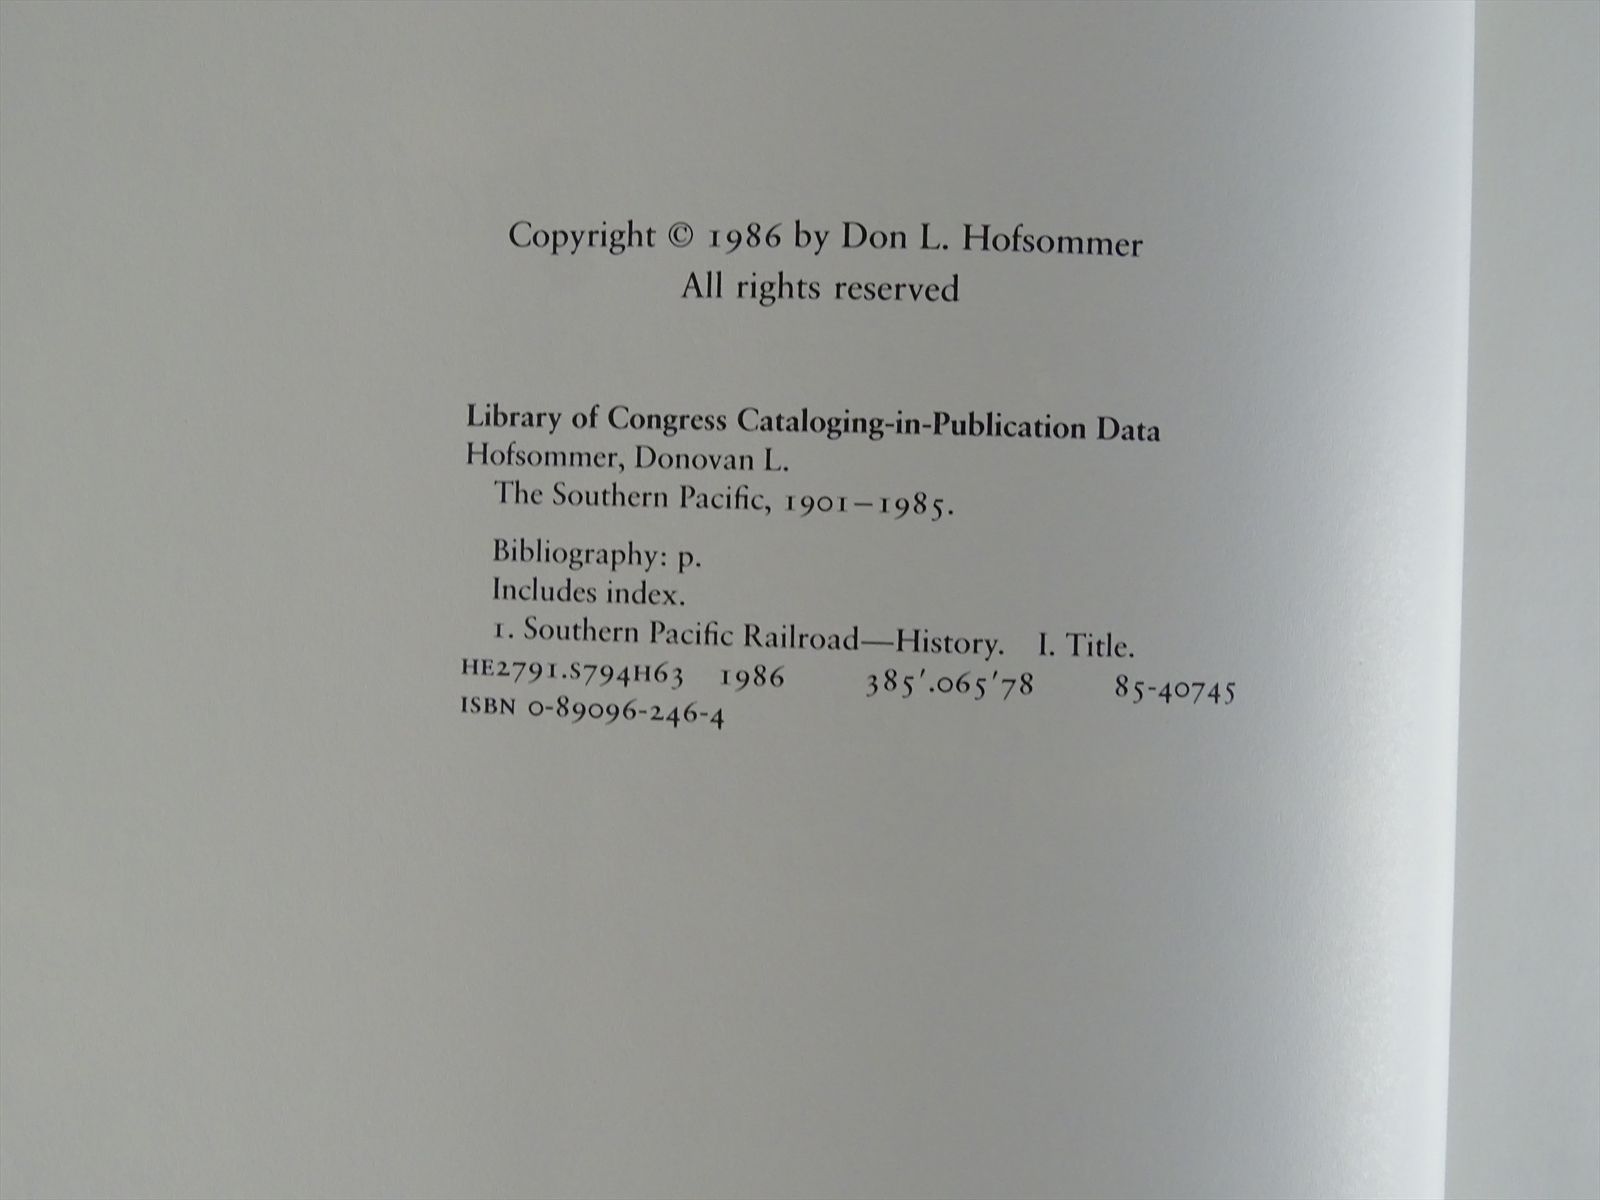 Copyright © 1986 by Don L. Hofsommer
All rights reserved
Library of Congress Cataloging-in-Publication Data
Hofsommer, Donovan L.
The Southern Pacific, 1901–1985.
Bibliography: p.
Includes index.
1. Southern Pacific Railroad—History. I. Title.
HE2791.S794H63 1986 385'.065'78 85-40745
ISBN 0-89096-246-4